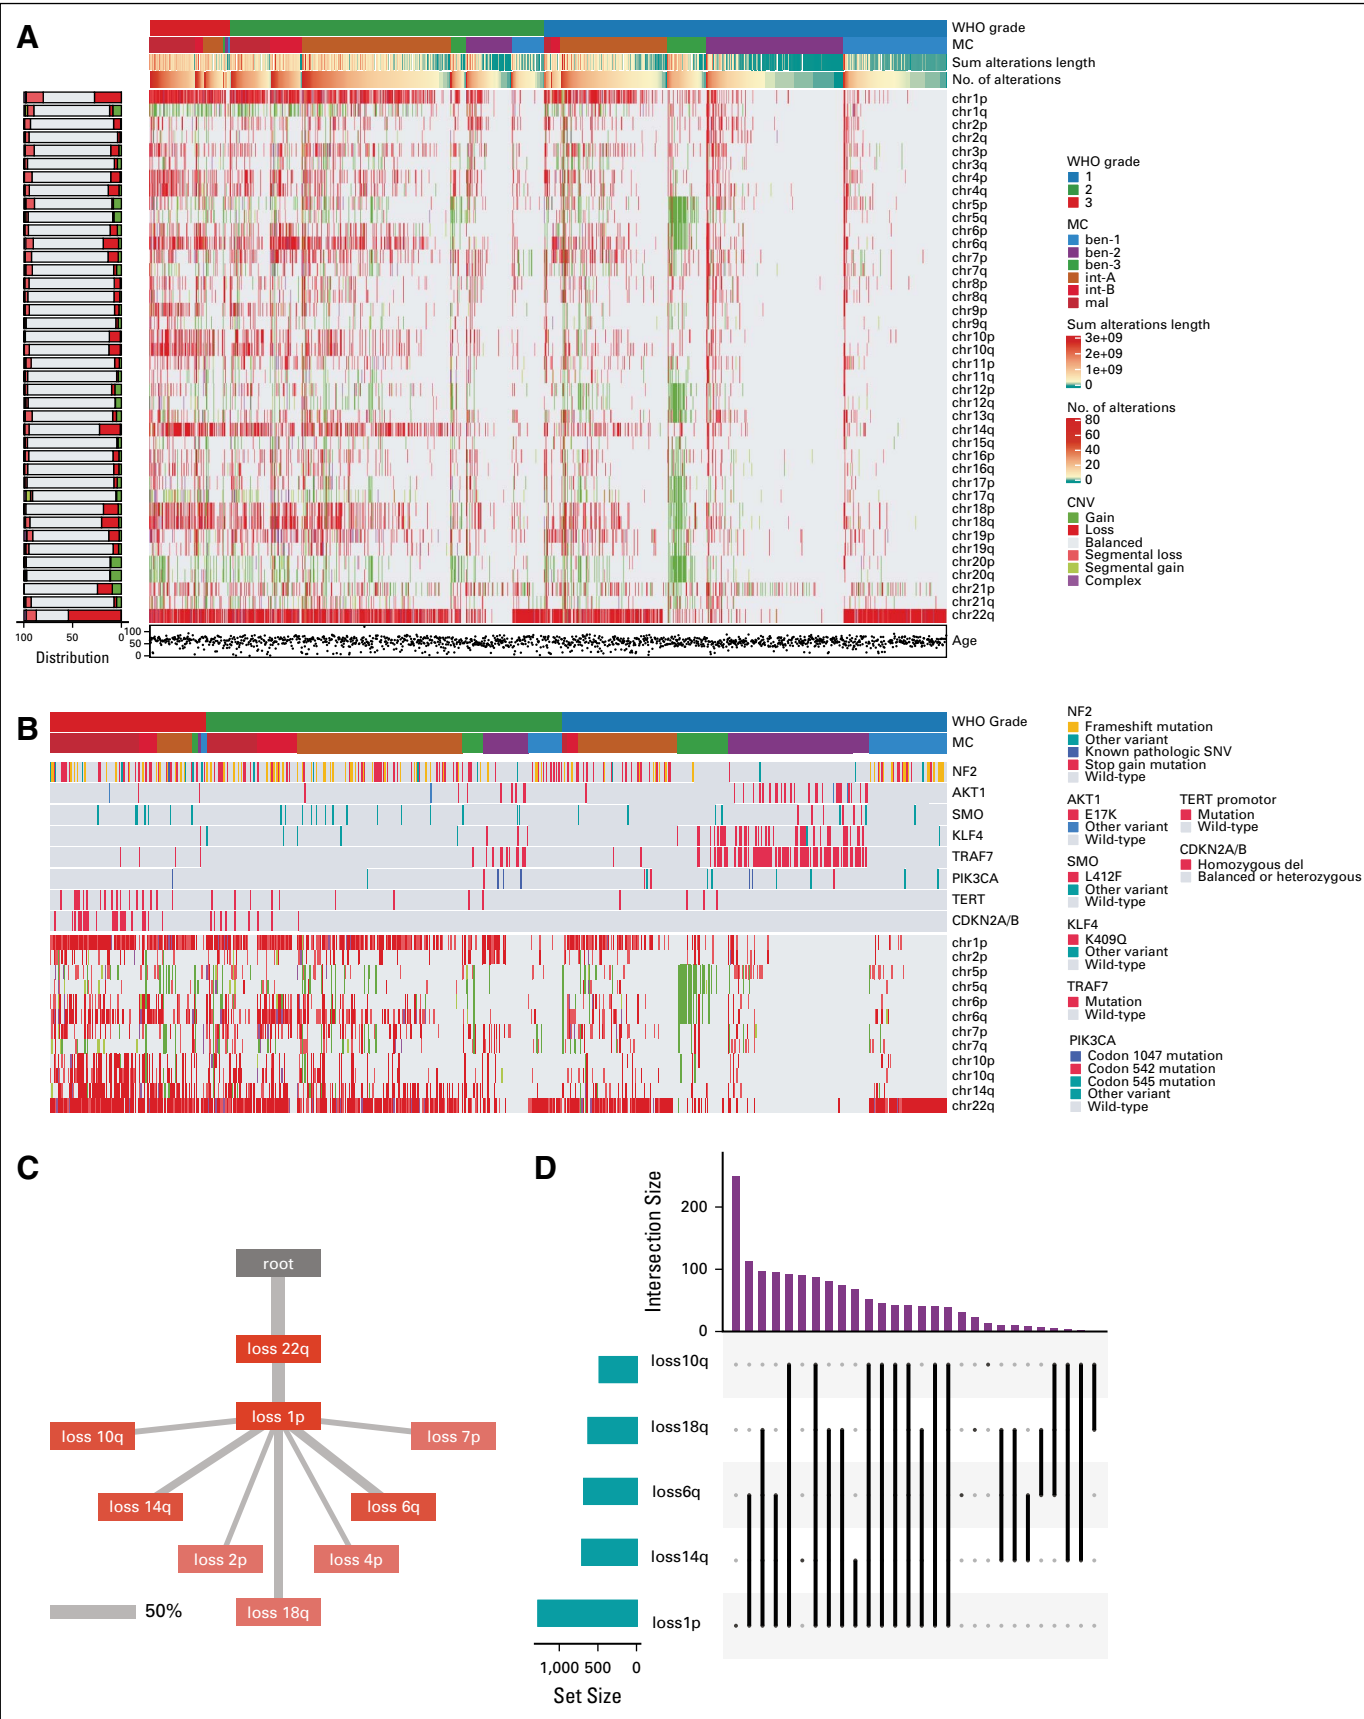 A
WHO grade
MC
Sum alterations length
No. of alterations
chr1p
chr1q
chr2p
chr2q
chr3p
chr3q
chr4p
chr4q
chr5p
chr5q
chr6p
chr6q
chr7p
chr7q
chr8p
chr8q
chr9p
chr9q
chr10p
chr10q
chr11p
chr11q
chr12p
chr12q
chr13q
chr14q
chr15q
chr16p
chr16q
chr17p
chr17q
chr18p
chr18q
chr19p
chr19q
chr20p
chr20q
chr21p
chr21q
chr22q
100 50 0
Distribution
100
50
0
Age
WHO grade
1
2
3
MC
ben-1
ben-2
ben-3
int-A
int-B
mal
Sum alterations length
3e+09
2e+09
1e+09
0
No. of alterations
80
60
40
20
0
CNV
Gain
Loss
Balanced
Segmental loss
Segmental gain
Complex
B
WHO Grade
MC
NF2
AKT1
SMO
KLF4
TRAF7
PIK3CA
TERT
CDKN2A/B
chr1p
chr2p
chr5p
chr5q
chr6p
chr6q
chr7p
chr7q
chr10p
chr10q
chr14q
chr22q
NF2
Frameshift mutation
Other variant
Known pathologic SNV
Stop gain mutation
Wild-type
AKT1
E17K
Other variant
Wild-type
SMO
L412F
Other variant
Wild-type
KLF4
K409Q
Other variant
Wild-type
TRAF7
Mutation
Wild-type
PIK3CA
Codon 1047 mutation
Codon 542 mutation
Codon 545 mutation
Other variant
Wild-type
TERT promotor
Mutation
Wild-type
CDKN2A/B
Homozygous del
Balanced or heterozygous
C
root
loss 22q
loss 1p
loss 10q
loss 7p
loss 14q
loss 6q
loss 2p
loss 4p
loss 18q
50%
D
Intersection Size
200
100
0
loss10q
loss18q
loss6q
loss14q
loss1p
1,000 500 0
Set Size